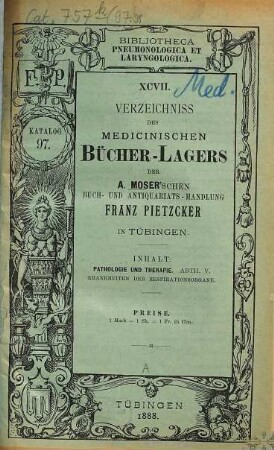 Cat. 757
BIBLIOTHECA
PNEUMONOLOGICA ET
LARYNGOLOGICA.
F P
XCVII.
Med.
KATALOG
97.
VERZEICHNISS
DES
MEDICINISCHEN
BÜCHER-LAGERS
DER
A. MOSER'SCHEN
BUCH- UND ANTIQUARIATS-HANDLUNG
FRANZ PIETZCKER
IN TÜBINGEN.
INHALT:
PATHOLOGIE UND THERAPIE. ABTH. V.
KRANKHEITEN DER RESPIRATIONSORGANE.
PREISE.
1 Mark = 1 Sh. = 1 Fr. 25 Cts.
A
TÜBINGEN
1888.